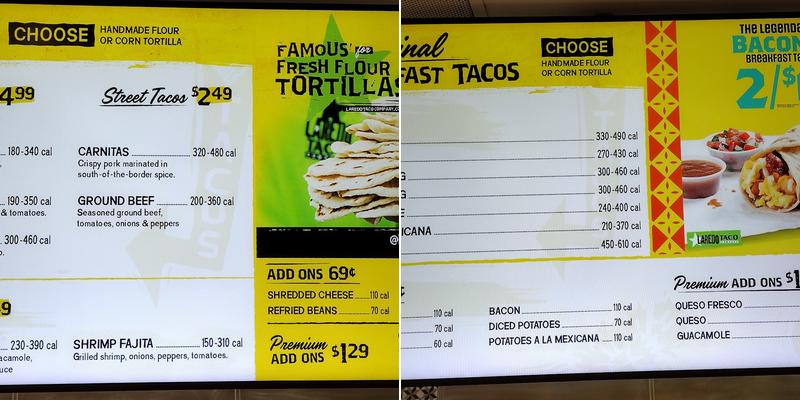 CHOOSE HANDMADE FLOUR
OR CORN TORTILLA
4.99
Street Tacos $2.49
180-340 cal
CARNITAS 320-480 cal
Crispy pork marinated in
south-of-the-border spice.
190-350 cal
& tomatoes.
GROUND BEEF 200-360 cal
Seasoned ground beef,
tomatoes, onions & peppers
300-460 cal
TACOS
9
230-390 cal
SHRIMP FAJITA 150-310 cal
Grilled shrimp, onions, peppers, tomatoes.
FAMOUS for
FRESH FLOUR
TORTILLAS
@
ADD ONS 69¢
SHREDDED CHEESE 110 cal
REFRIED BEANS 70 cal
Premium
ADD ONS $1.29
CHOOSE
HANDMADE FLOUR
OR CORN TORTILLA
FAST TACOS
330-490 cal
270-430 cal
300-460 cal
300-460 cal
240-400 cal
ICANA 210-370 cal
450-610 cal
110 cal
70 cal
60 cal
BACON 110 cal
DICED POTATOES 70 cal
POTATOES A LA MEXICANA 110 cal
THE LEGENDA
BACON
BREAKFAST TA
2/$
LAREDO TACO
Premium ADD ONS $1
QUESO FRESCO
QUESO
GUACAMOLE